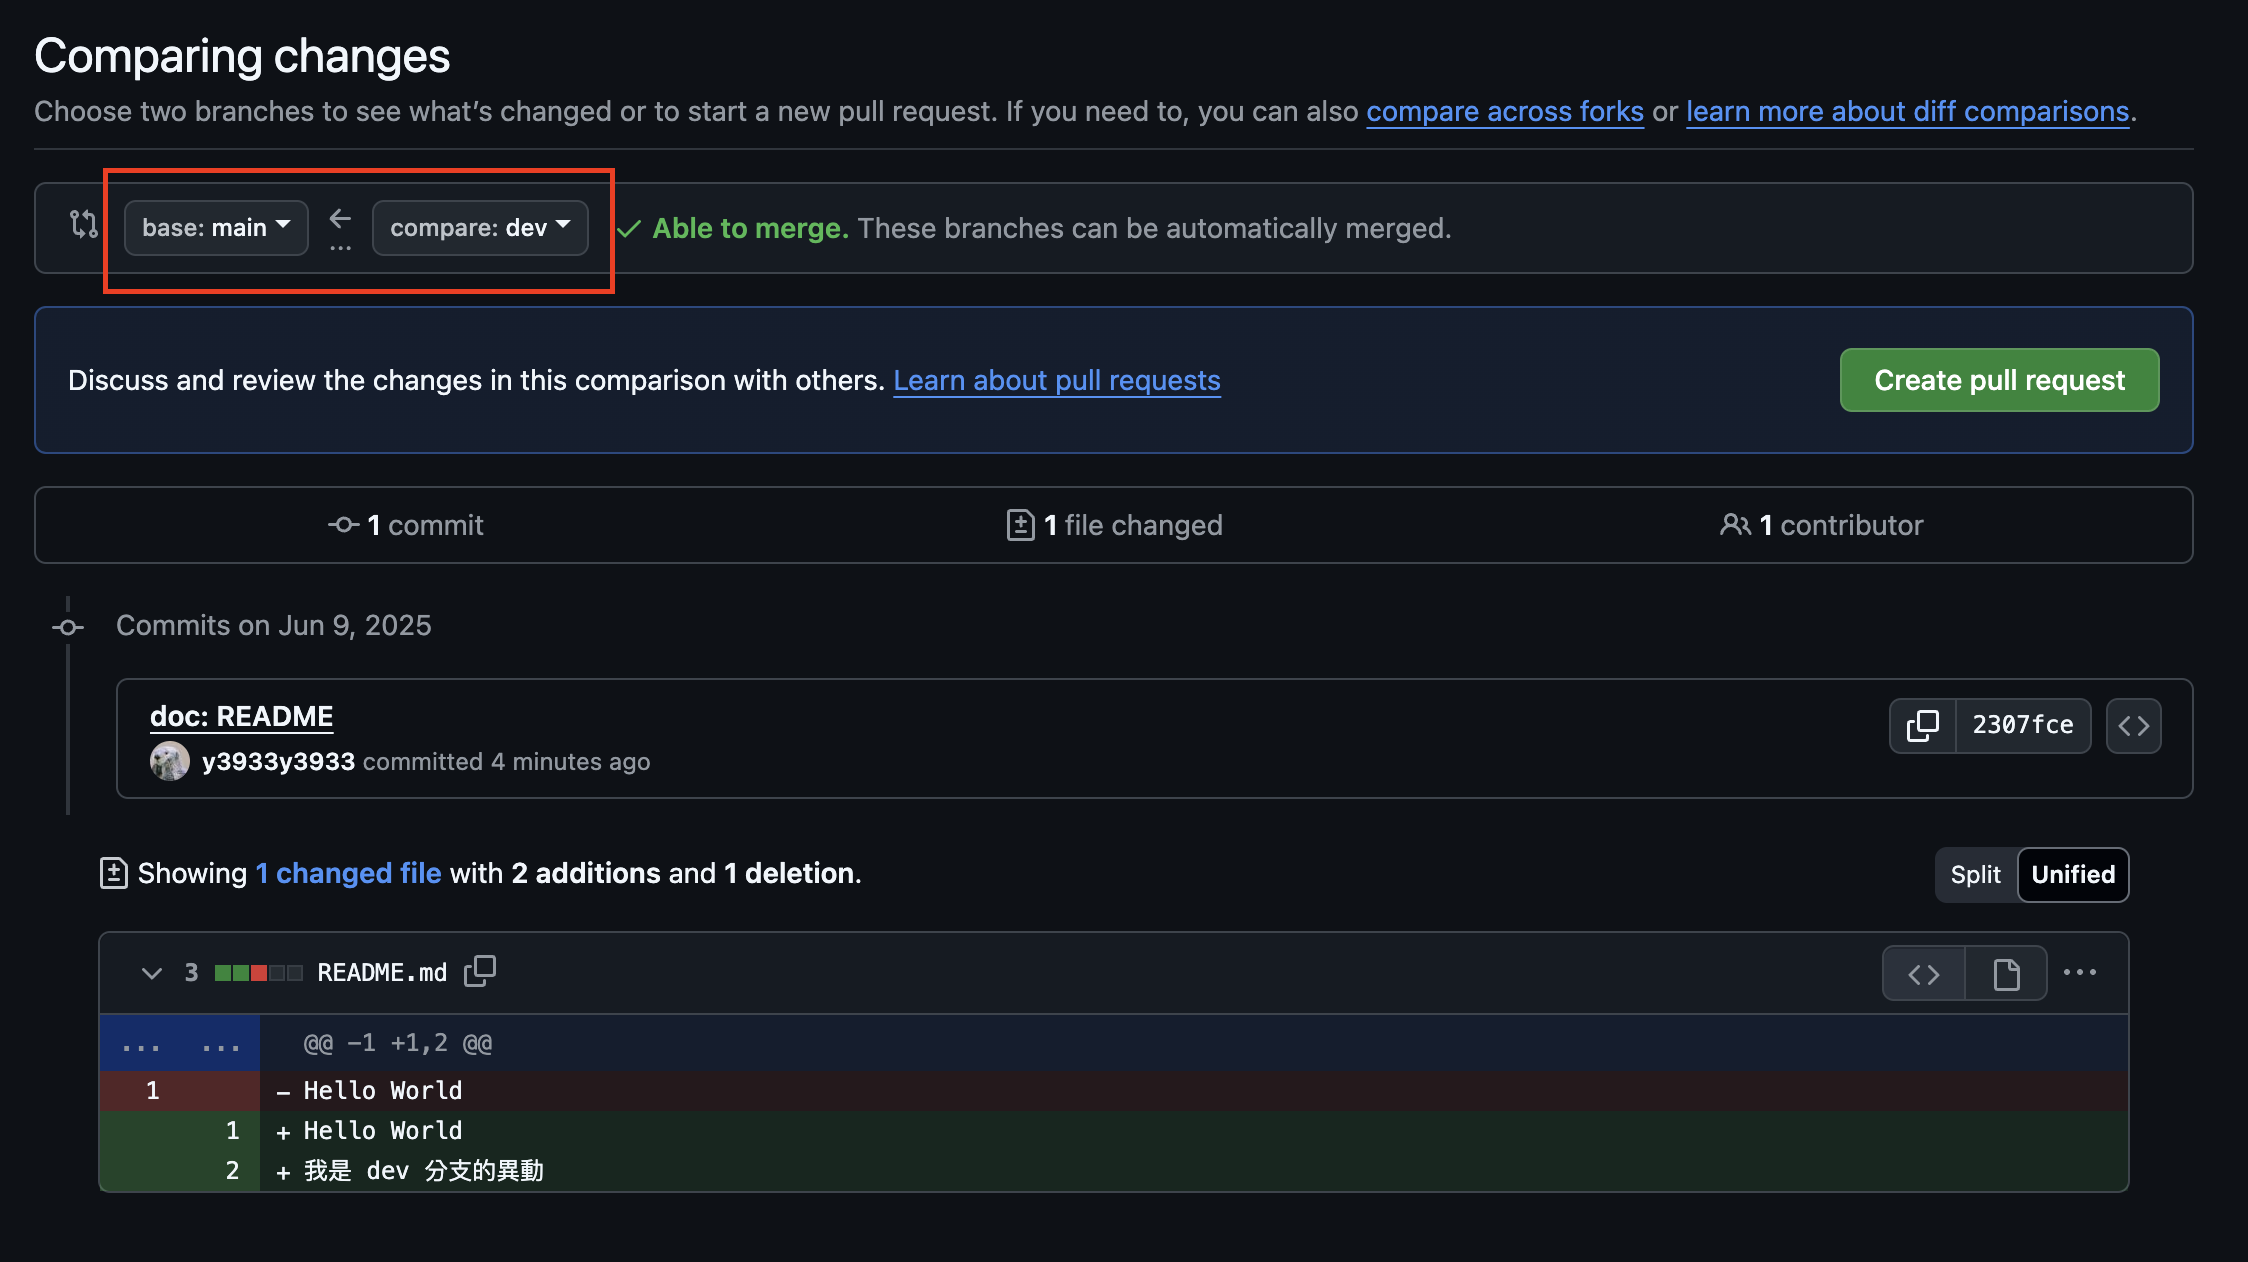 Comparing changes
Choose two branches to see what's changed or to start a new pull request. If you need to, you can also compare across forks or learn more about diff comparisons.
base: main compare: dev Able to merge. These branches can be automatically merged.
Discuss and review the changes in this comparison with others. Learn about pull requests Create pull request
1 commit 1 file changed 1 contributor
Commits on Jun 9, 2025
doc: README
2307fce
y3933y3933 committed 4 minutes ago
Showing 1 changed file with 2 additions and 1 deletion. Split Unified
3 README.md
@@ -1 +1,2 @@
1 - Hello World
1 + Hello World
2 + 我是 dev 分支的異動